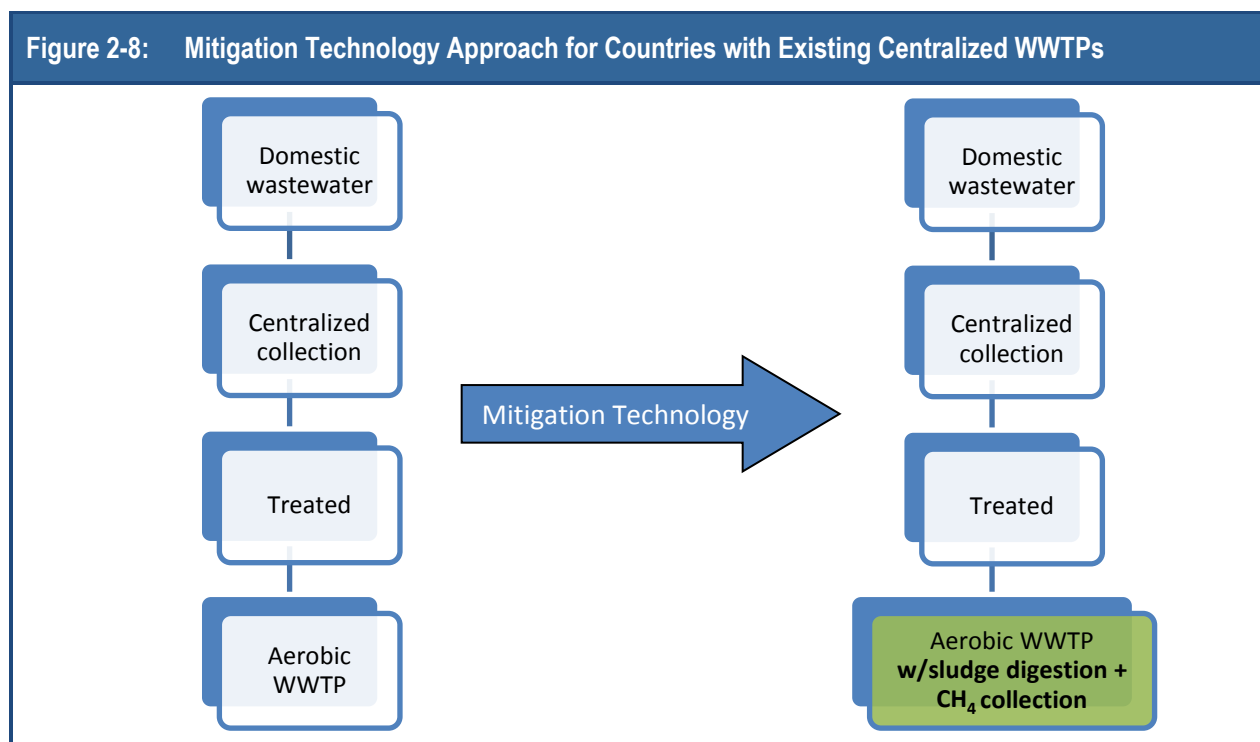 Figure 2-8: Mitigation Technology Approach for Countries with Existing Centralized WWTPs
Domestic
wastewater
Centralized
collection
Treated
Aerobic
WWTP
Mitigation Technology
Domestic
wastewater
Centralized
collection
Treated
Aerobic WWTP
w/sludge digestion +
CH₄ collection